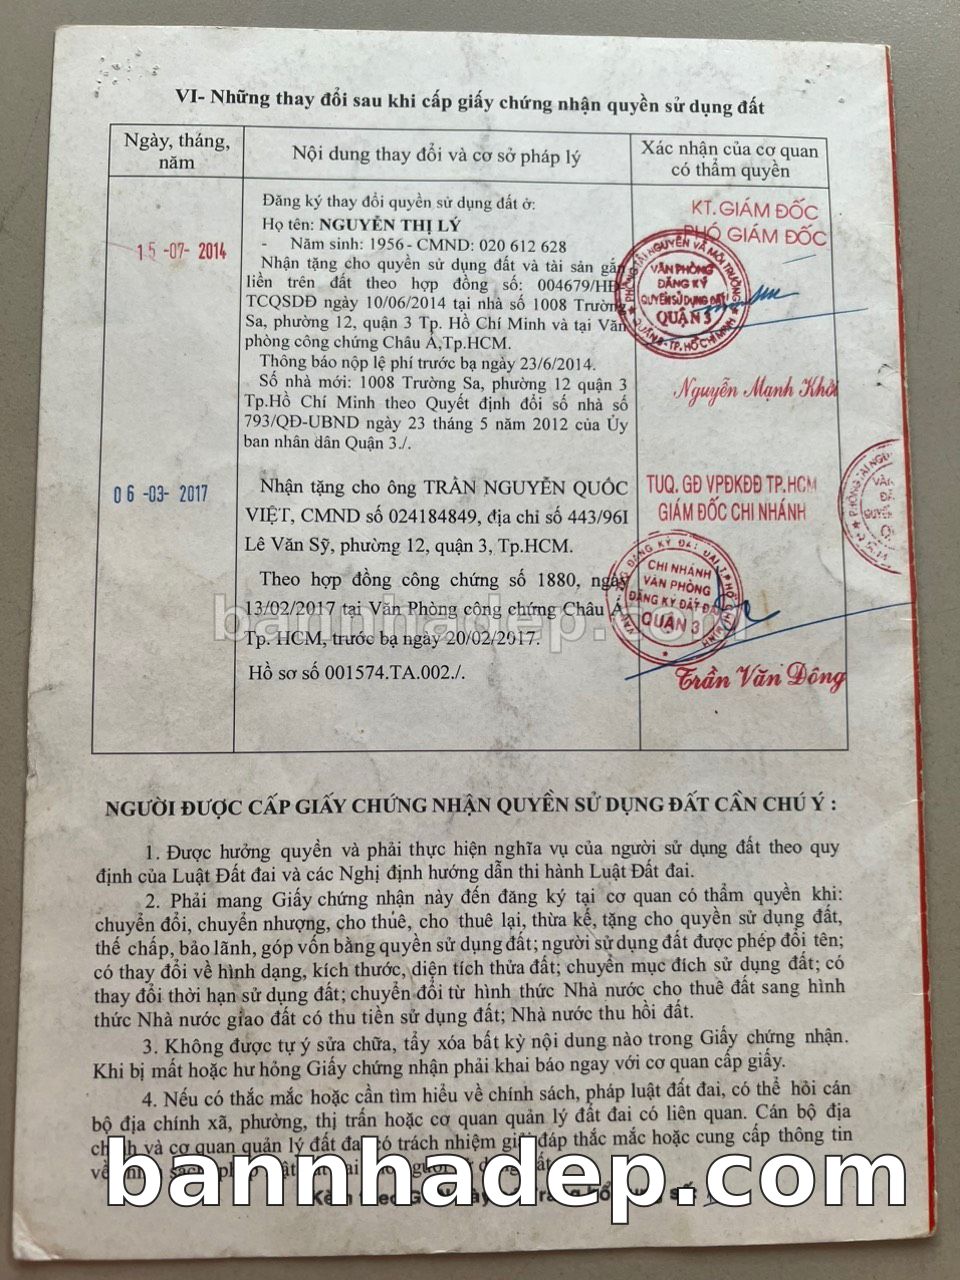 VI- Những thay đổi sau khi cấp giấy chứng nhận quyền sử dụng đất
Ngày, tháng, năm
Nội dung thay đổi và cơ sở pháp lý
Xác nhận của cơ quan có thẩm quyền
15-07-2014
Đăng ký thay đổi quyền sử dụng đất ở:
Họ tên: NGUYỄN THỊ LÝ
- Năm sinh: 1956 - CMND: 020 612 628
Nhận tặng cho quyền sử dụng đất và tài sản gắn
liền trên đất theo hợp đồng số: 004679/HĐ-
TCQSDĐ ngày 10/06/2014 tại nhà số 1008 Trường
Sa, phường 12, quận 3 Tp. Hồ Chí Minh và tại Văn
phòng công chứng Châu Á,Tp.HCM.
Thông báo nộp lệ phí trước bạ ngày 23/6/2014.
Số nhà mới: 1008 Trường Sa, phường 12 quận 3
Tp.Hồ Chí Minh theo Quyết định đổi số nhà số
793/QĐ-UBND ngày 23 tháng 5 năm 2012 của Ủy
ban nhân dân Quận 3./.
KT. GIÁM ĐỐC
PHÓ GIÁM ĐỐC
PHÒNG TÀI NGUYÊN VÀ MÔI TRƯỜNG
VĂN PHÒNG
ĐĂNG KÝ
QUYỀN SỬ DỤNG ĐẤT
QUẬN 3
QUẬN 3 - TP. HỒ CHÍ MINH
Nguyễn Mạnh Khởi
06-03-2017
Nhận tặng cho ông TRẦN NGUYỄN QUỐC
VIỆT, CMND số 024184849, địa chỉ số 443/96I
Lê Văn Sỹ, phường 12, quận 3, Tp.HCM.
Theo hợp đồng công chứng số 1880, ngày
13/02/2017 tại Văn Phòng công chứng Châu Á,
Tp. HCM, trước bạ ngày 20/02/2017.
Hồ sơ số 001574.TA.002./.
TUQ. GĐ VPĐKĐĐ TP.HCM
GIÁM ĐỐC CHI NHÁNH
CHI NHÁNH
VĂN PHÒNG
ĐĂNG KÝ ĐẤT ĐAI
QUẬN 3
Trần Văn Dông
bannhadep.com
NGƯỜI ĐƯỢC CẤP GIẤY CHỨNG NHẬN QUYỀN SỬ DỤNG ĐẤT CẦN CHÚ Ý :
1. Được hưởng quyền và phải thực hiện nghĩa vụ của người sử dụng đất theo quy
định của Luật Đất đai và các Nghị định hướng dẫn thi hành Luật Đất đai.
2. Phải mang Giấy chứng nhận này đến đăng ký tại cơ quan có thẩm quyền khi:
chuyển đổi, chuyển nhượng, cho thuê, cho thuê lại, thừa kế, tặng cho quyền sử dụng đất,
thế chấp, bảo lãnh, góp vốn bằng quyền sử dụng đất; người sử dụng đất được phép đổi tên;
có thay đổi về hình dạng, kích thước, diện tích thửa đất; chuyển mục đích sử dụng đất; có
thay đổi thời hạn sử dụng đất; chuyển đổi từ hình thức Nhà nước cho thuê đất sang hình
thức Nhà nước giao đất có thu tiền sử dụng đất; Nhà nước thu hồi đất.
3. Không được tự ý sửa chữa, tẩy xóa bất kỳ nội dung nào trong Giấy chứng nhận.
Khi bị mất hoặc hư hỏng Giấy chứng nhận phải khai báo ngay với cơ quan cấp giấy.
4. Nếu có thắc mắc hoặc cần tìm hiểu về chính sách, pháp luật đất đai, có thể hỏi cán
bộ địa chính xã, phường, thị trấn hoặc cơ quan quản lý đất đai có liên quan. Cán bộ địa
chính và cơ quan quản lý đất đai có trách nhiệm giải đáp thắc mắc hoặc cung cấp thông tin
bannhadep.com